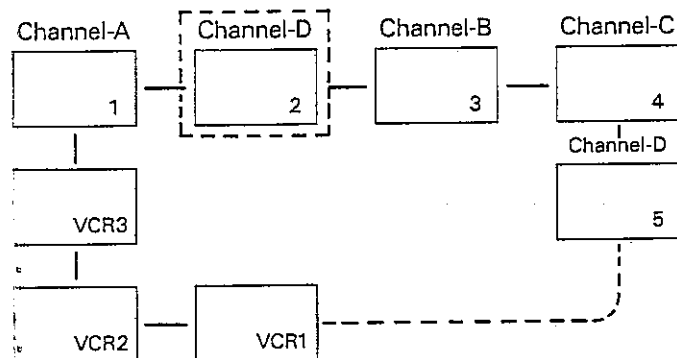 Channel-A Channel-D Channel-B Channel-C
1 2 3 4
Channel-D
VCR3 5
VCR2 VCR1